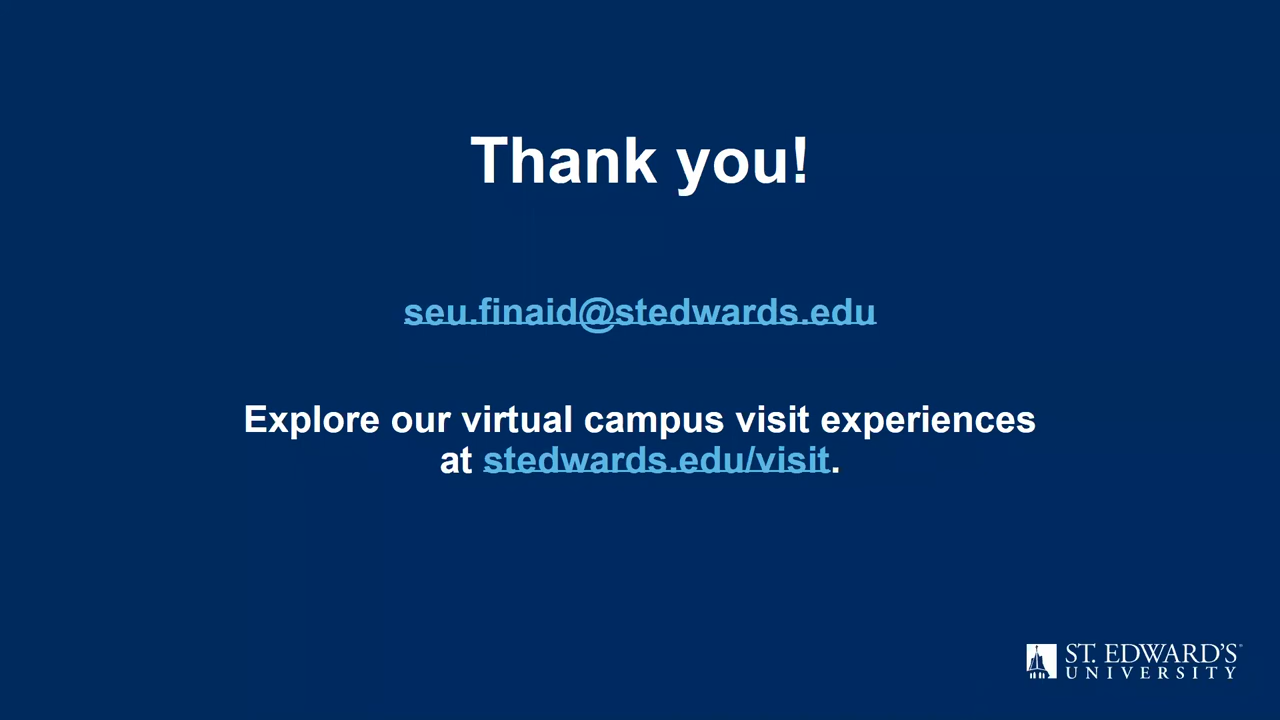 Thank you!
seu.finaid@stedwards.edu
Explore our virtual campus visit experiences
at stedwards.edu/visit.
ST. EDWARD'S
UNIVERSITY